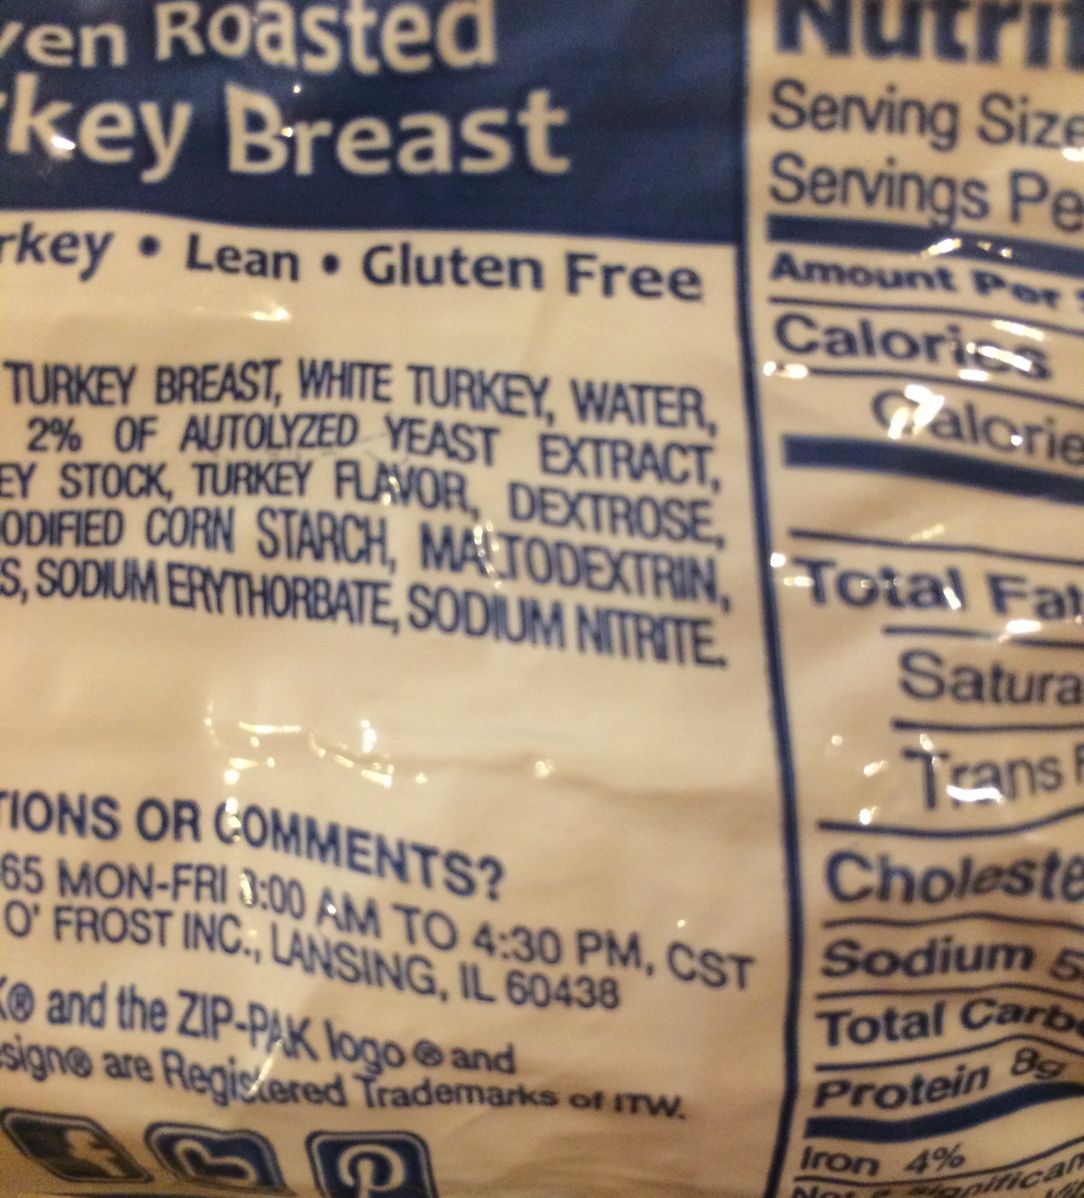 ven Roasted
rkey Breast
rkey • Lean • Gluten Free
TURKEY BREAST, WHITE TURKEY, WATER,
2% OF AUTOLYZED YEAST EXTRACT,
EY STOCK, TURKEY FLAVOR, DEXTROSE,
ODIFIED CORN STARCH, MALTODEXTRIN,
S, SODIUM ERYTHORBATE, SODIUM NITRITE.
TIONS OR COMMENTS?
65 MON-FRI 8:00 AM TO 4:30 PM, CST
O' FROST INC., LANSING, IL 60438
K® and the ZIP-PAK logo ® and
sign® are Registered Trademarks of ITW.
Nutrit
Serving Size
Servings Pe
Amount Per
Calories
Calorie
Total Fat
Satura
Trans F
Choleste
Sodium 5
Total Carb
Protein 8g
Iron 4%
significan